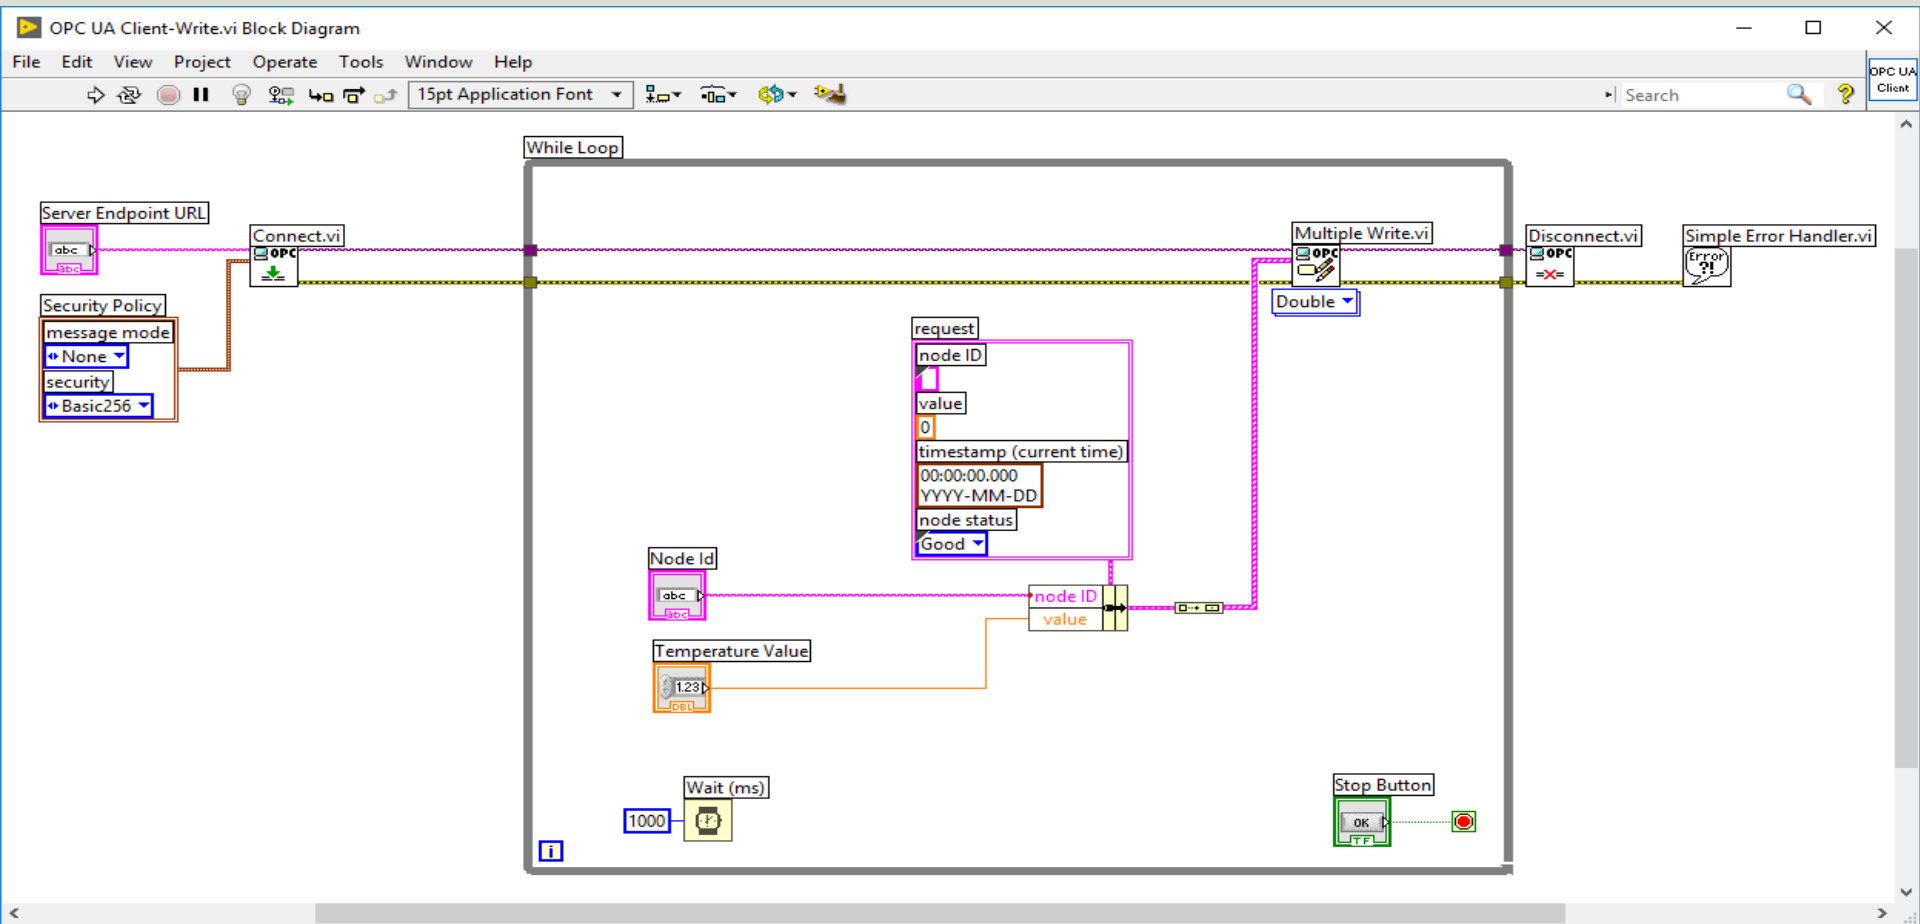 OPC UA Client-Write.vi Block Diagram
File Edit View Project Operate Tools Window Help
15pt Application Font
Search
OPC UA
Client
While Loop
Server Endpoint URL
abc
abc
Connect.vi
OPC
Security Policy
message mode
None
security
Basic256
Multiple Write.vi
OPC
Double
Disconnect.vi
OPC
Simple Error Handler.vi
Error
?!
request
node ID
value
0
timestamp (current time)
00:00:00.000
YYYY-MM-DD
node status
Good
Node Id
abc
abc
node ID
value
Temperature Value
1.23
DBL
Wait (ms)
1000
i
Stop Button
OK
TF